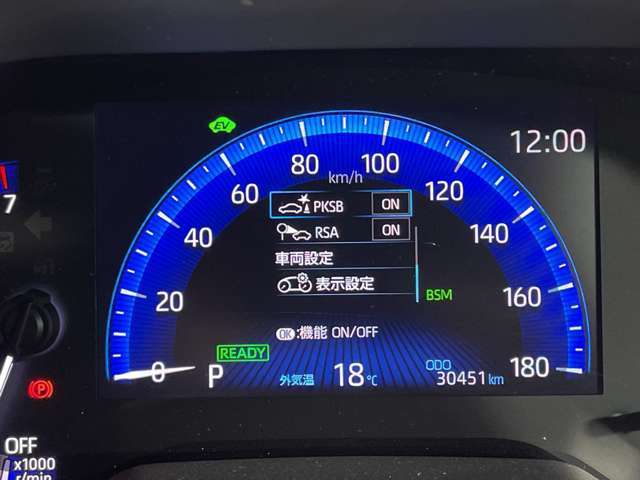 EV
12:00
0 20 40 60 80 100 120 140 160 180
km/h
PKSB ON
RSA ON
車両設定
表示設定
BSM
OK:機能 ON/OFF
READY
P
外気温 18℃
ODO
30451 km
7
P
OFF
x1000
r/min